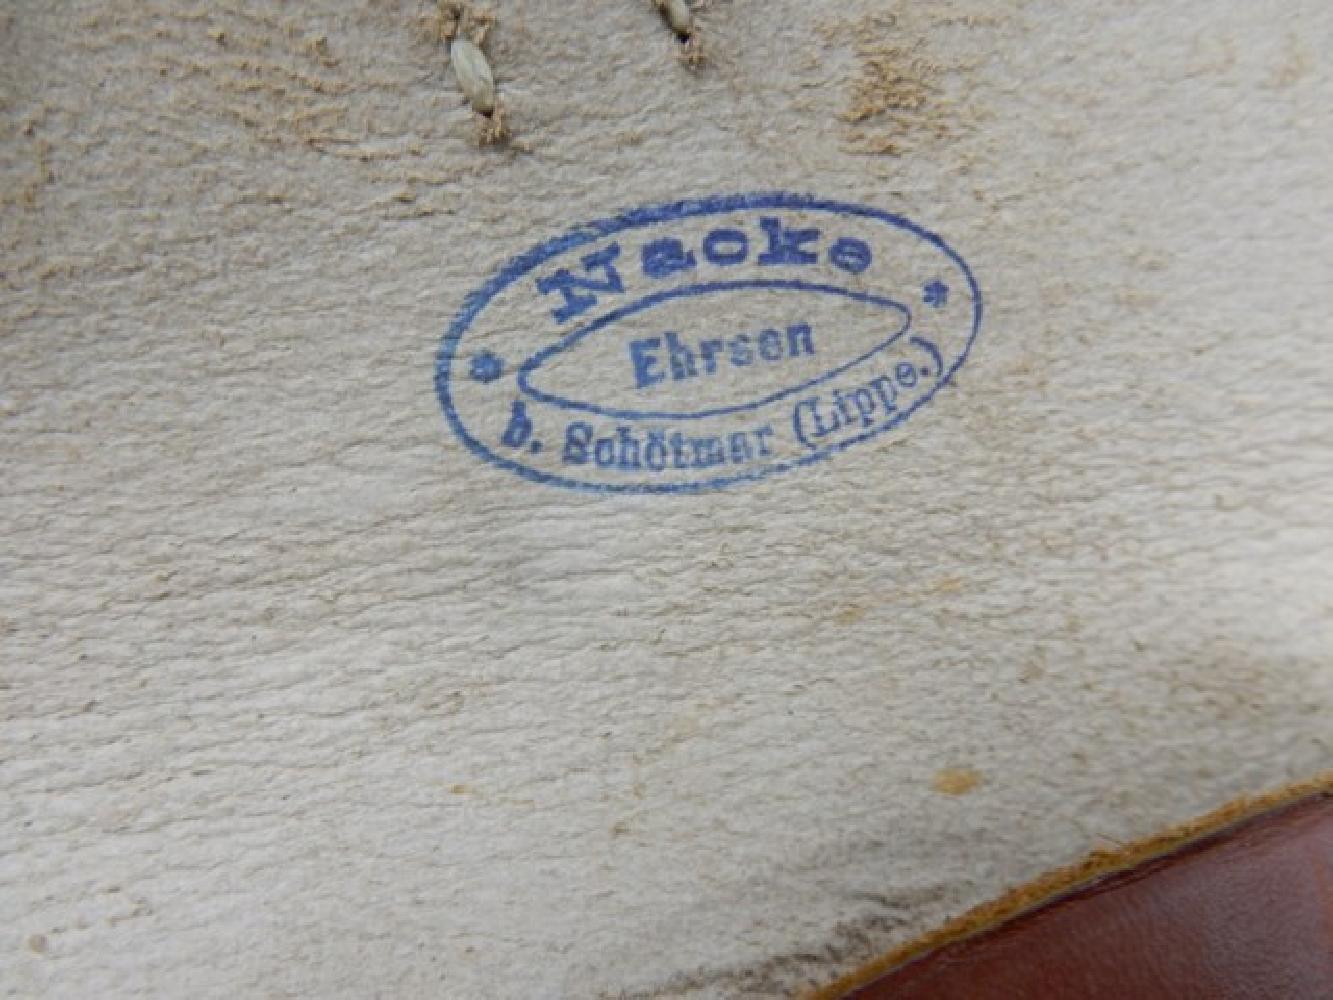 Nacke
Ehrsen
b. Schötmar (Lippe.)